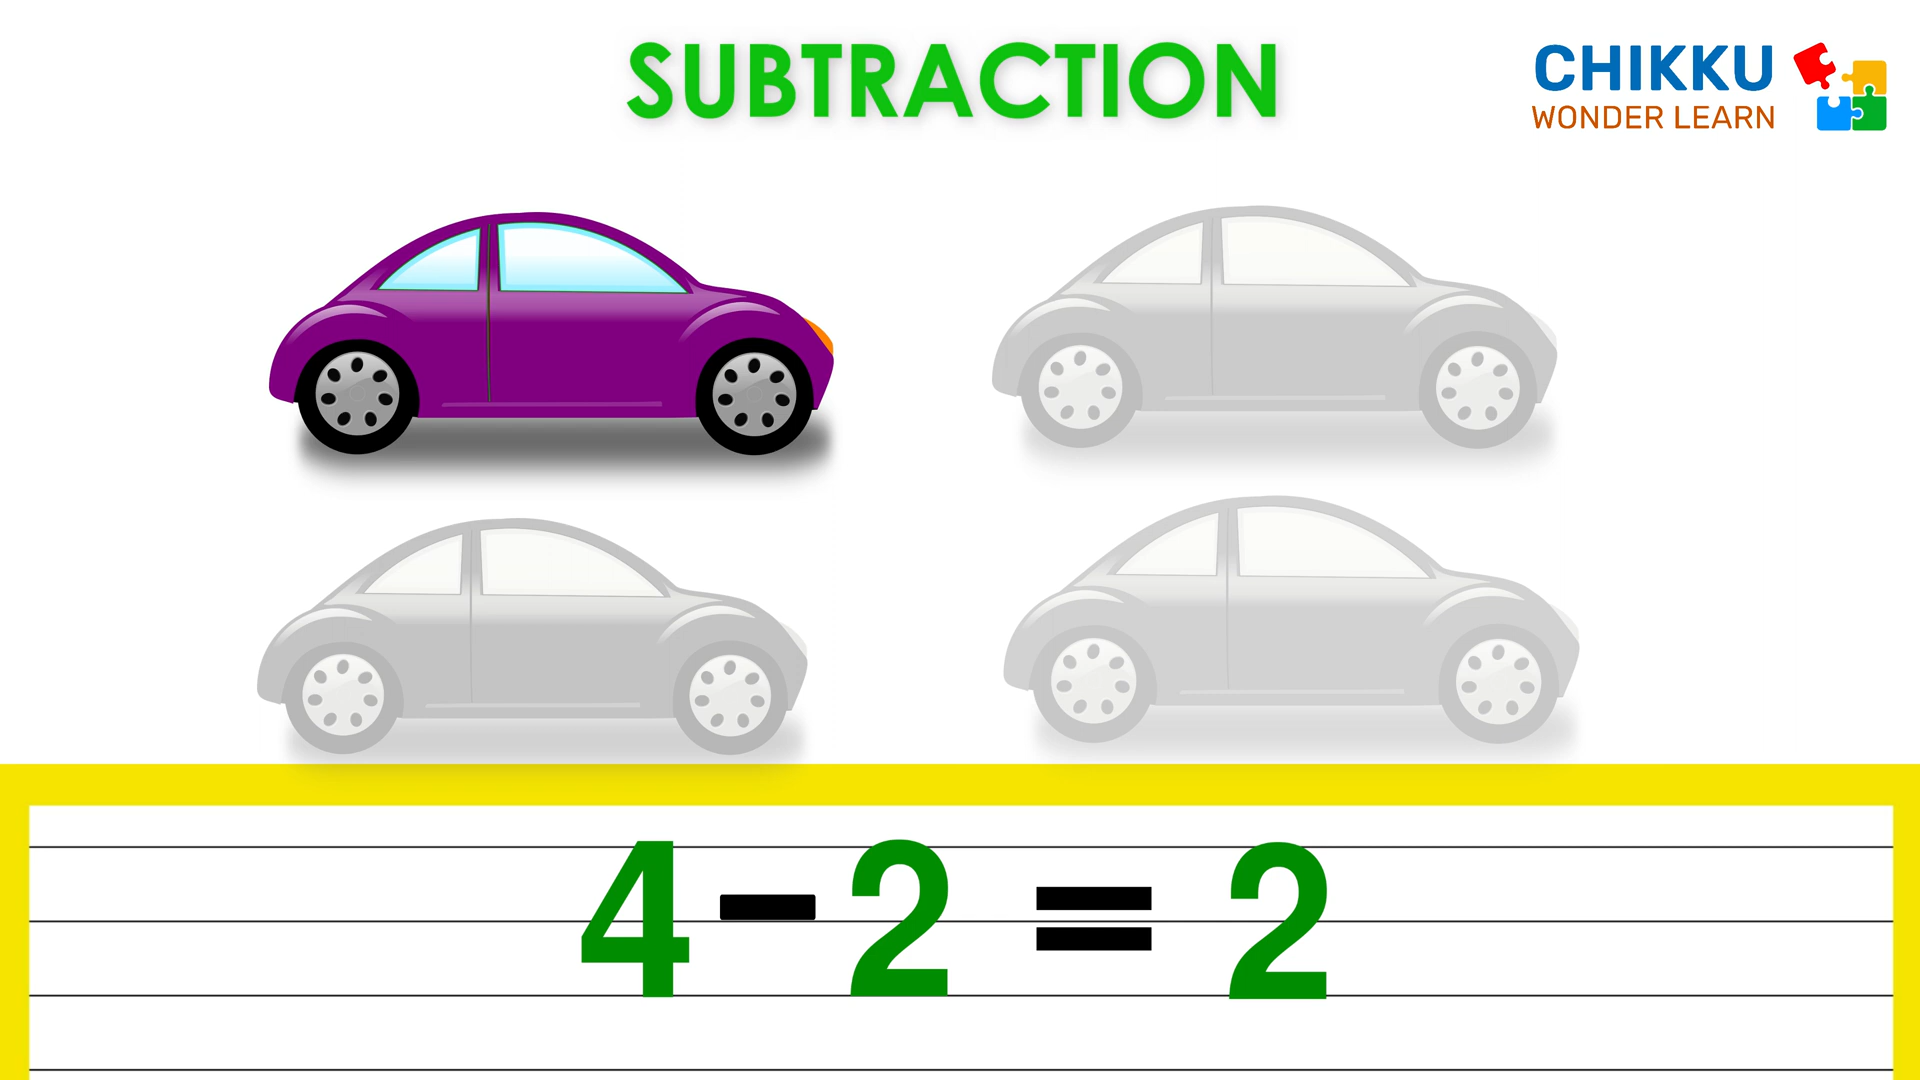 SUBTRACTION
CHIKKU
WONDER LEARN
4 - 2 = 2